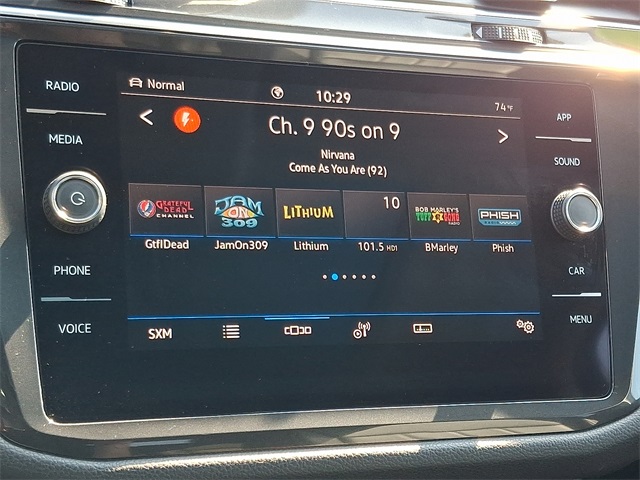 RADIO
MEDIA
PHONE
VOICE
Normal
10:29
74°F
< Ch. 9 90s on 9 >
Nirvana
Come As You Are (92)
GRATEFUL DEAD CHANNEL
JAM ON 309
LITHIUM
10
BOB MARLEY'S TUFF GONG RADIO
PHISH RADIO
GtflDead
JamOn309
Lithium
101.5 HD1
BMarley
Phish
SXM
APP
SOUND
CAR
MENU